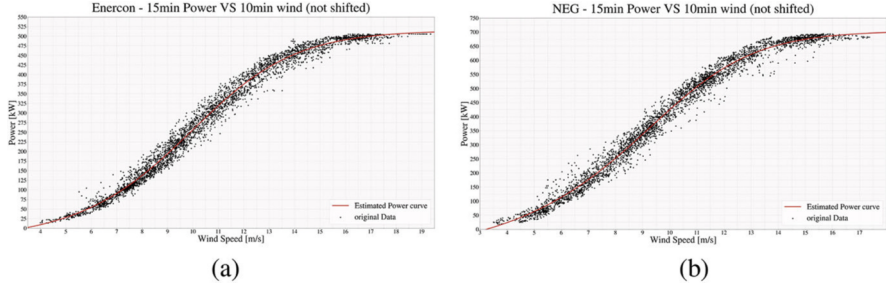 Enercon - 15min Power VS 10min wind (not shifted)
550
525
500
475
450
425
400
375
350
325
300
275
250
225
200
175
150
125
100
75
50
25
0
Power [kW]
4 5 6 7 8 9 10 11 12 13 14 15 16 17 18 19
Wind Speed [m/s]
Estimated Power curve
original Data
(a)
NEG - 15min Power VS 10min wind (not shifted)
750
700
650
600
550
500
450
400
350
300
250
200
150
100
50
0
Power [kW]
3 4 5 6 7 8 9 10 11 12 13 14 15 16 17
Wind Speed [m/s]
Estimated Power curve
original Data
(b)